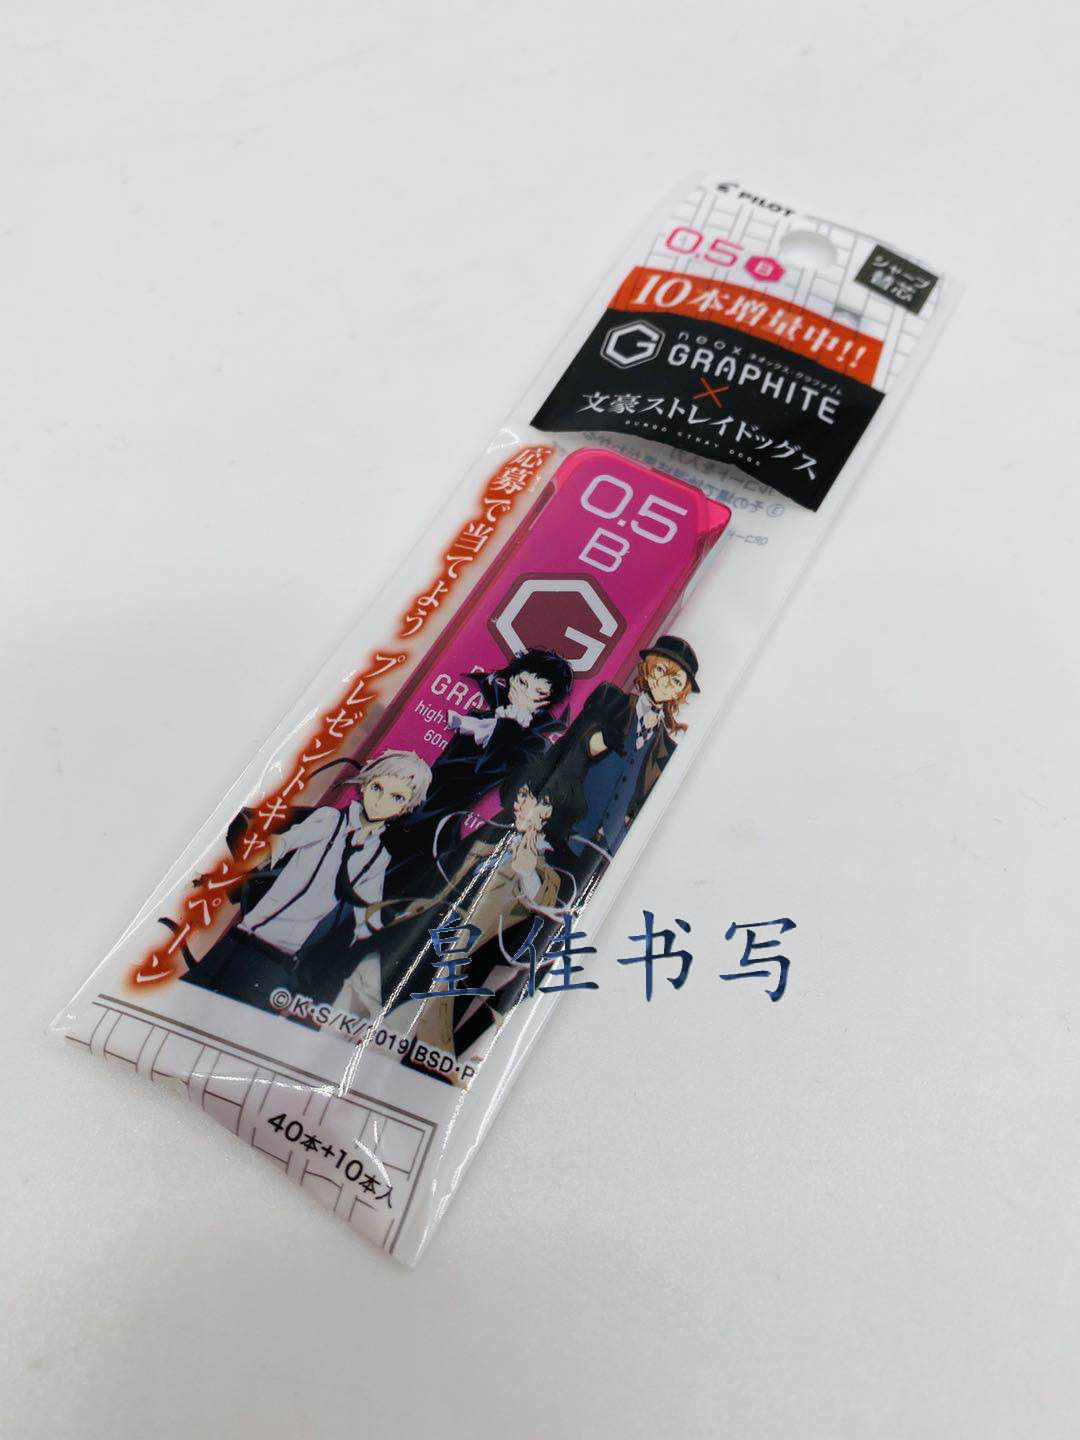 PILOT
0.5 B
シャープ
替芯
10本増量中!!
neox
ネオックス・グラファイト
GRAPHITE
×
文豪ストレイドッグス
BUNGO STRAY DOGS
0.5
B
G
GRA
high-
60m
応募で当てよう プレゼントキャンペーン
©K・S/K/2019 BSD・P
40本+10本入
皇佳书写